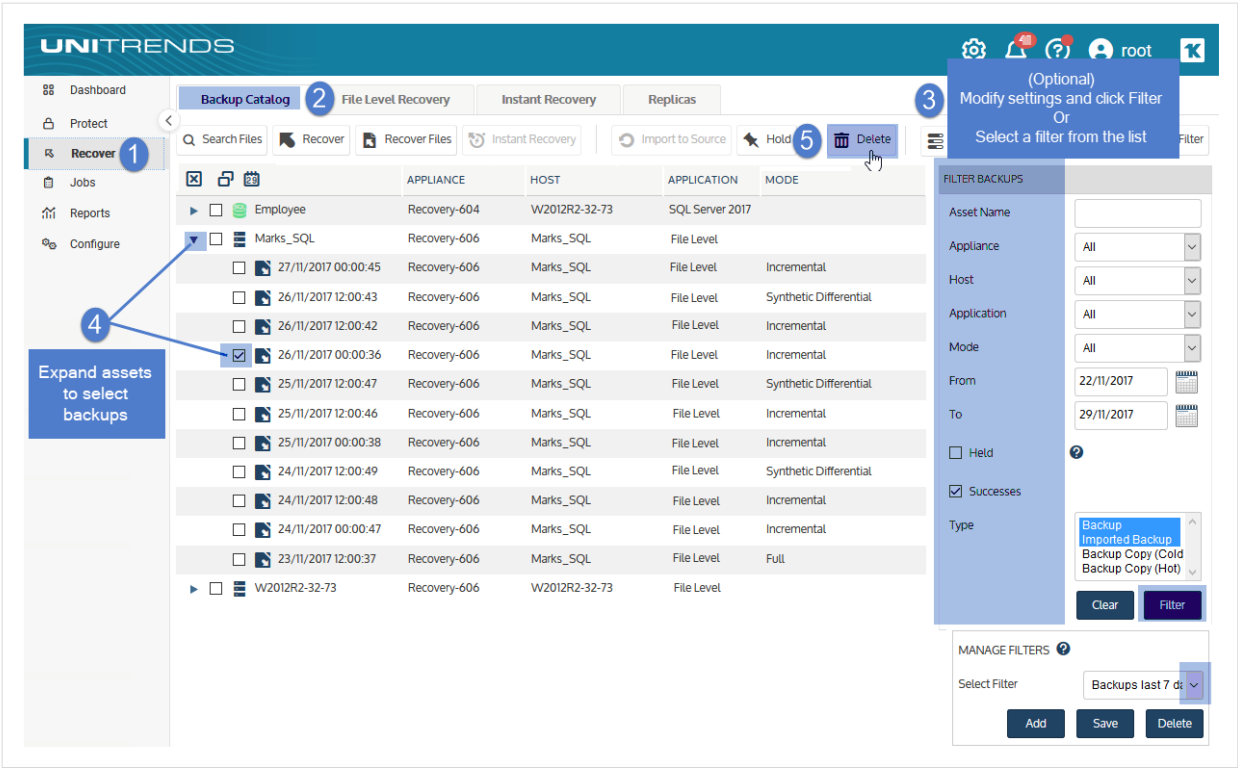 UNITRENDS
48
root
Dashboard
Protect
Recover
1
Jobs
Reports
Configure
Backup Catalog
2
File Level Recovery
Instant Recovery
Replicas
3
(Optional)
Modify settings and click Filter
Or
Select a filter from the list
Search Files
Recover
Recover Files
Instant Recovery
Import to Source
Hold
5
Delete
Filter
APPLIANCE HOST APPLICATION MODE
Employee Recovery-604 W2012R2-32-73 SQL Server 2017
Marks_SQL Recovery-606 Marks_SQL File Level
27/11/2017 00:00:45 Recovery-606 Marks_SQL File Level Incremental
26/11/2017 12:00:43 Recovery-606 Marks_SQL File Level Synthetic Differential
26/11/2017 12:00:42 Recovery-606 Marks_SQL File Level Incremental
26/11/2017 00:00:36 Recovery-606 Marks_SQL File Level Incremental
25/11/2017 12:00:47 Recovery-606 Marks_SQL File Level Synthetic Differential
25/11/2017 12:00:46 Recovery-606 Marks_SQL File Level Incremental
25/11/2017 00:00:38 Recovery-606 Marks_SQL File Level Incremental
24/11/2017 12:00:49 Recovery-606 Marks_SQL File Level Synthetic Differential
24/11/2017 12:00:48 Recovery-606 Marks_SQL File Level Incremental
24/11/2017 00:00:47 Recovery-606 Marks_SQL File Level Incremental
23/11/2017 12:00:37 Recovery-606 Marks_SQL File Level Full
W2012R2-32-73 Recovery-606 W2012R2-32-73 File Level
4
Expand assets
to select
backups
FILTER BACKUPS
Asset Name
Appliance All
Host All
Application All
Mode All
From 22/11/2017
To 29/11/2017
Held
Successes
Type
Backup
Imported Backup
Backup Copy (Cold
Backup Copy (Hot)
Clear
Filter
MANAGE FILTERS
Select Filter Backups last 7 da
Add
Save
Delete